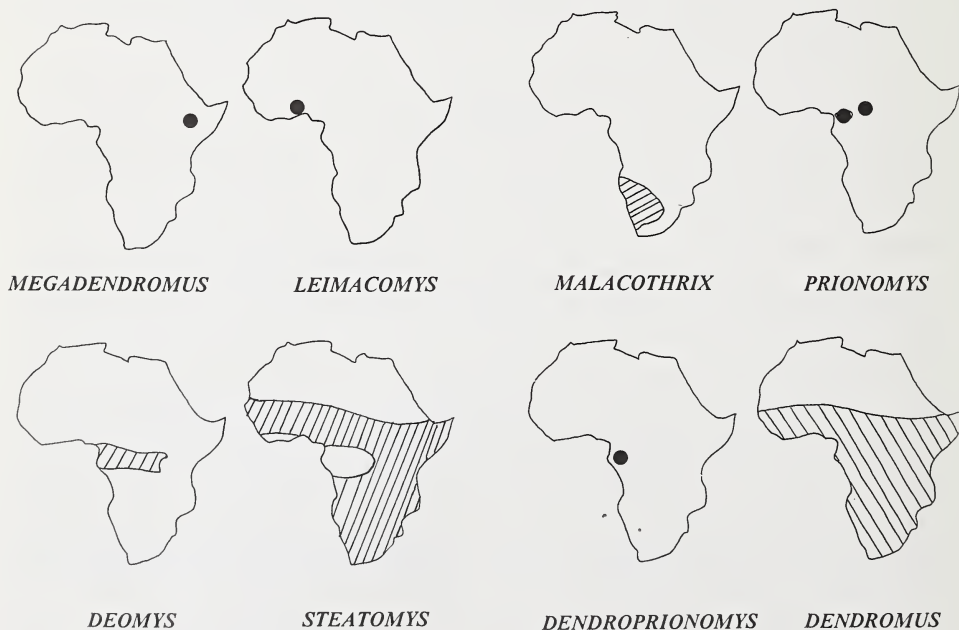 MEGADENDROMUS LEIMACOMYS MALACOTHRIX PRIONOMYS
DEOMYS STEATOMYS DENDROPRIONOMYS DENDROMUS